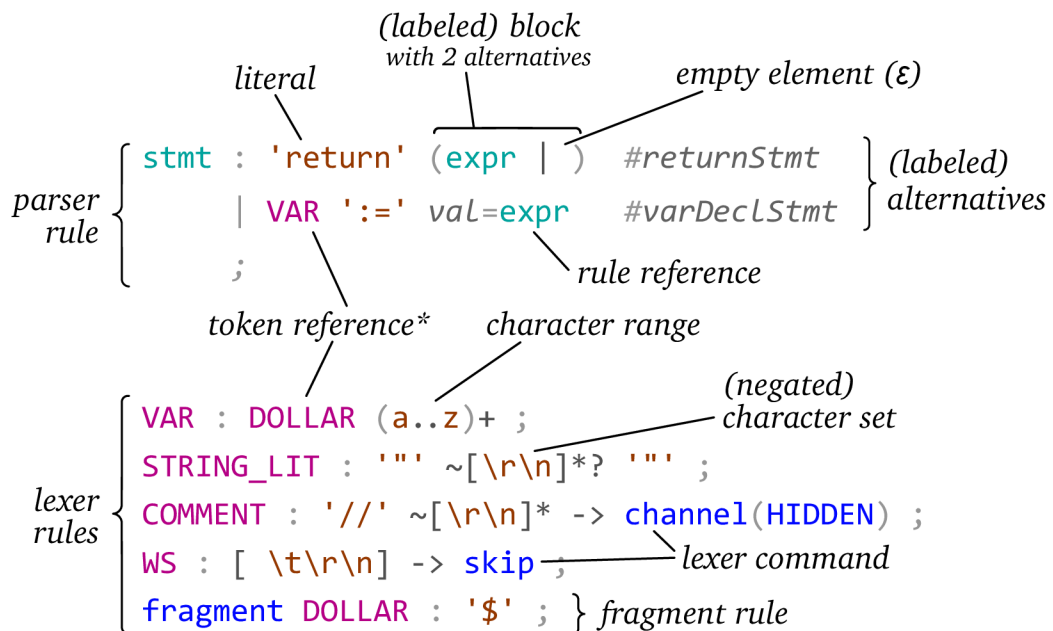 (labeled) block
with 2 alternatives
literal
empty element (ε)
stmt : 'return' (expr | ) #returnStmt
| VAR ':=' val=expr #varDeclStmt
;
parser
rule
(labeled)
alternatives
rule reference
token reference*
character range
(negated)
character set
VAR : DOLLAR (a..z)+ ;
STRING_LIT : '"' ~[\r\n]*? '"' ;
COMMENT : '//' ~[\r\n]* -> channel(HIDDEN) ;
WS : [ \t\r\n] -> skip ;
fragment DOLLAR : '$' ;
lexer
rules
lexer command
fragment rule